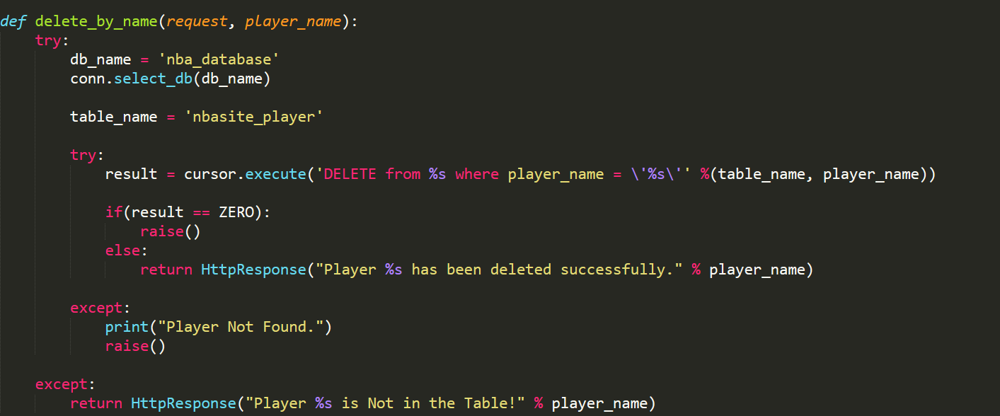 def delete_by_name(request, player_name):
    try:
        db_name = 'nba_database'
        conn.select_db(db_name)
        table_name = 'nbasite_player'
        try:
            result = cursor.execute('DELETE from %s where player_name = \'%s\'' %(table_name, player_name))
            if(result == ZERO):
                raise()
            else:
                return HttpResponse("Player %s has been deleted successfully." % player_name)
        except:
            print("Player Not Found.")
            raise()
    except:
        return HttpResponse("Player %s is Not in the Table!" % player_name)